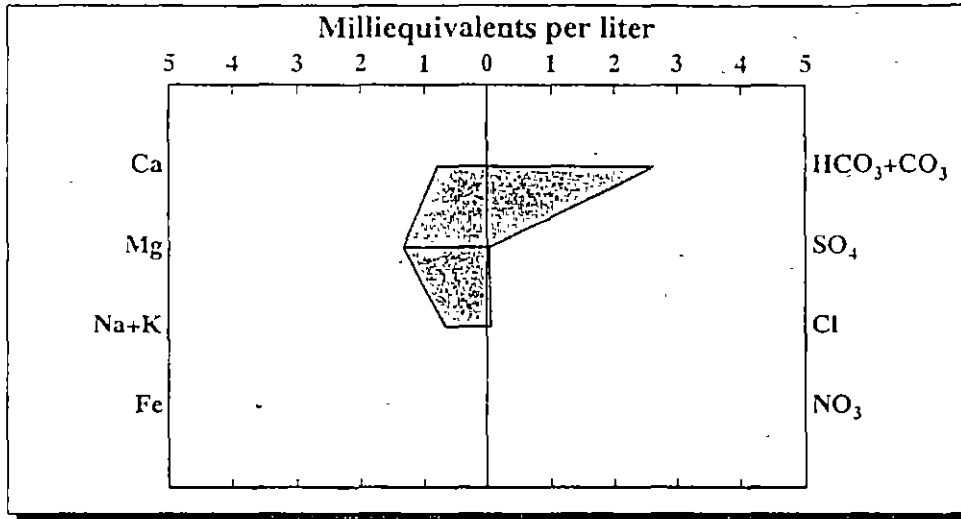 Milliequivalents per liter
5 4 3 2 1 0 1 2 3 4 5
Ca HCO₃+CO₃
Mg SO₄
Na+K Cl
Fe NO₃